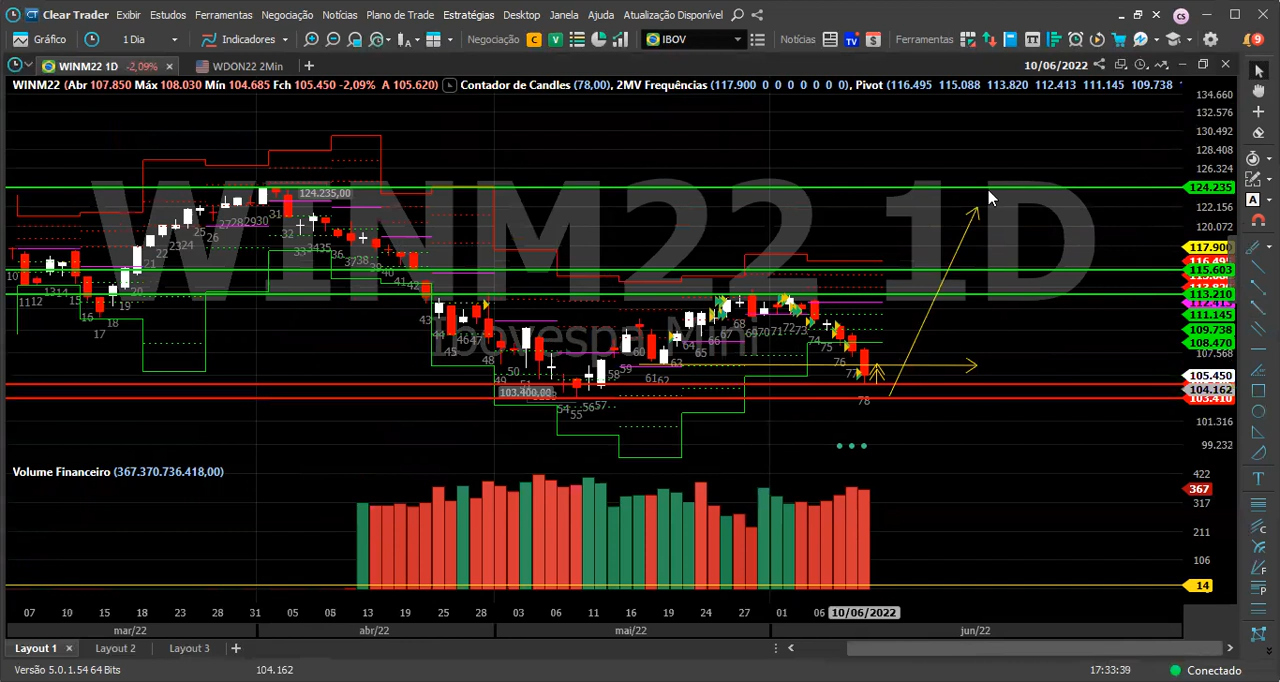 Clear Trader Exibir Estudos Ferramentas Negociação Notícias Plano de Trade Estratégias Desktop Janela Ajuda Atualização Disponível CS
Gráfico 1 Dia Indicadores Negociação C V IBOV Notícias TV Ferramentas 9
WINM22 1D -2,09% WDON22 2Min 10/06/2022
WINM22 (Abr 107.850 Máx 108.030 Mín 104.685 Fch 105.450 -2,09% A 105.620) Contador de Candles (78,00) , 2MV Frequências (117.900 0 0 0 0 0 0) , Pivot (116.495 115.088 113.820 112.413 111.145 109.738
WINM22 1D
Ibovespa Mini
134.660
132.576
130.492
128.408
126.324
124.235
122.156
120.072
117.900
115.603
113.210
111.145
109.738
108.470
107.568
105.450
104.162
103.410
101.316
99.232
124.235,00
103.400,00
Volume Financeiro (367.370.736.418,00)
422
367
317
211
106
14
07 10 15 18 23 28 31 05 08 13 19 25 28 03 06 11 16 19 24 27 01 06 10/06/2022
mar/22 abr/22 mai/22 jun/22
Layout 1 Layout 2 Layout 3
Versão 5.0.1.54 64 Bits 104.162 17:33:39 Conectado